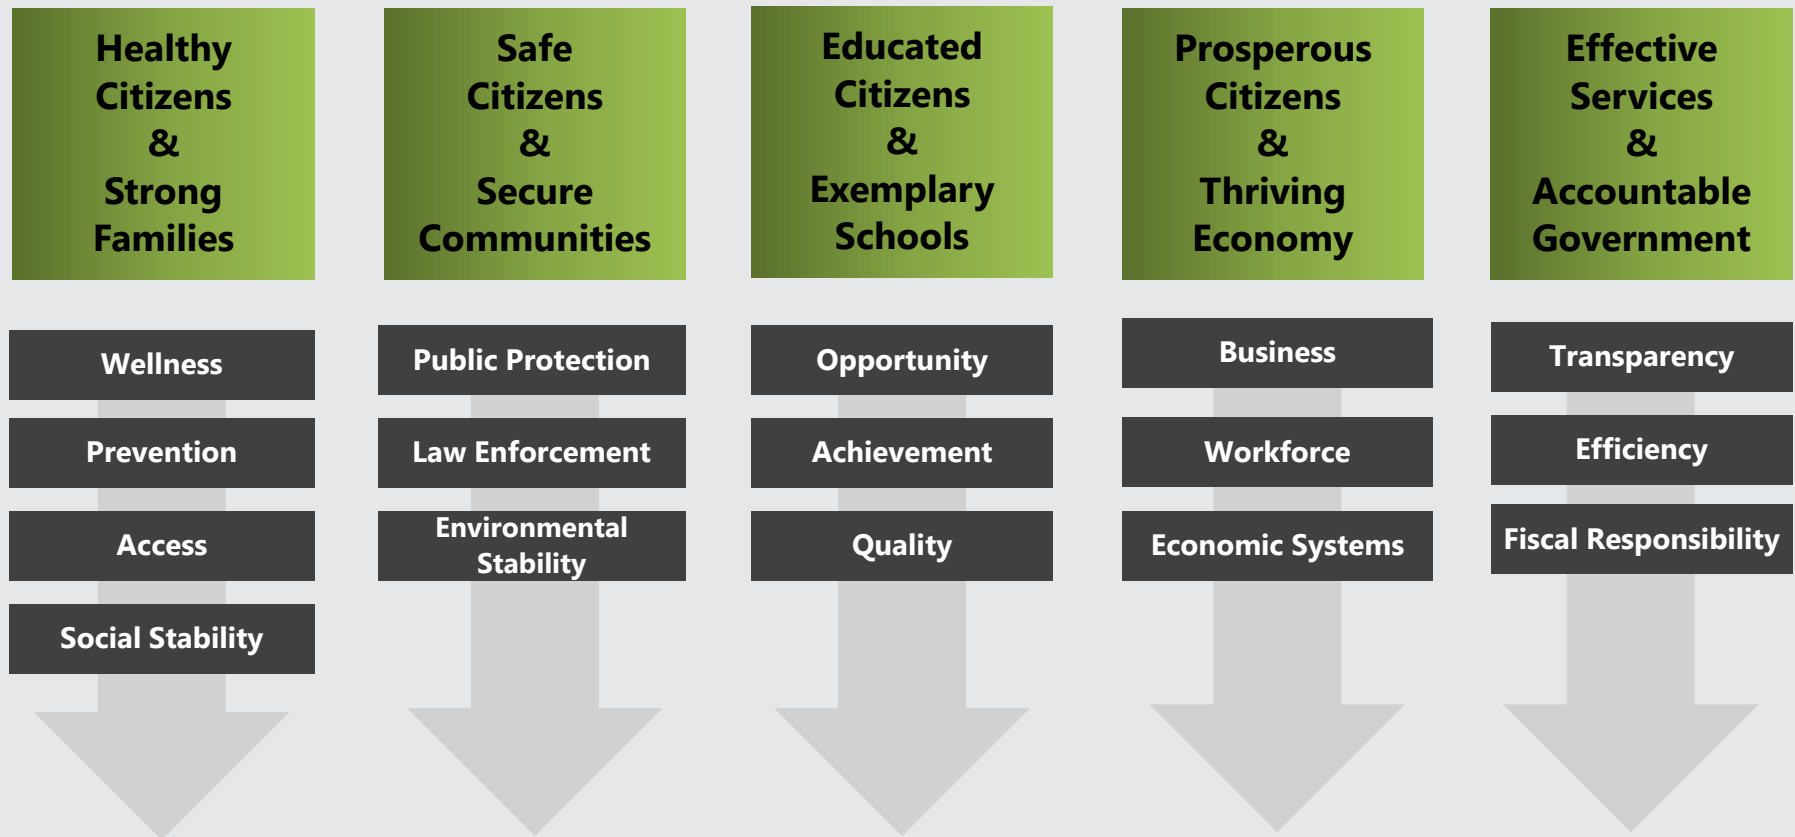 Healthy
Citizens
&
Strong
Families
Wellness
Prevention
Access
Social Stability
Safe
Citizens
&
Secure
Communities
Public Protection
Law Enforcement
Environmental
Stability
Educated
Citizens
&
Exemplary
Schools
Opportunity
Achievement
Quality
Prosperous
Citizens
&
Thriving
Economy
Business
Workforce
Economic Systems
Effective
Services
&
Accountable
Government
Transparency
Efficiency
Fiscal Responsibility